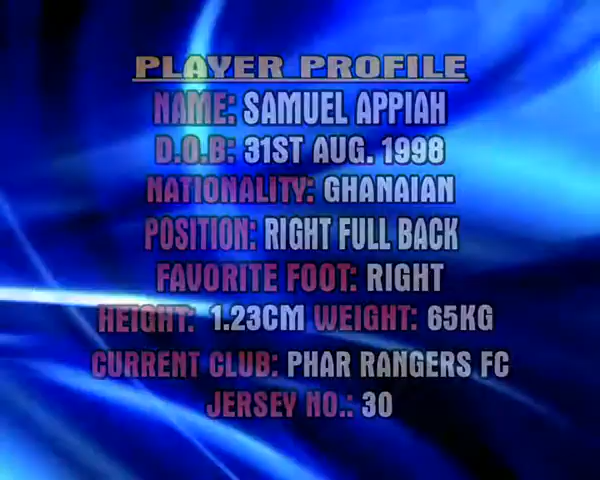 PLAYER PROFILE
NAME: SAMUEL APPIAH
D.O.B: 31ST AUG. 1998
NATIONALITY: GHANAIAN
POSITION: RIGHT FULL BACK
FAVORITE FOOT: RIGHT
HEIGHT: 1.23CM WEIGHT: 65KG
CURRENT CLUB: PHAR RANGERS FC
JERSEY NO.: 30